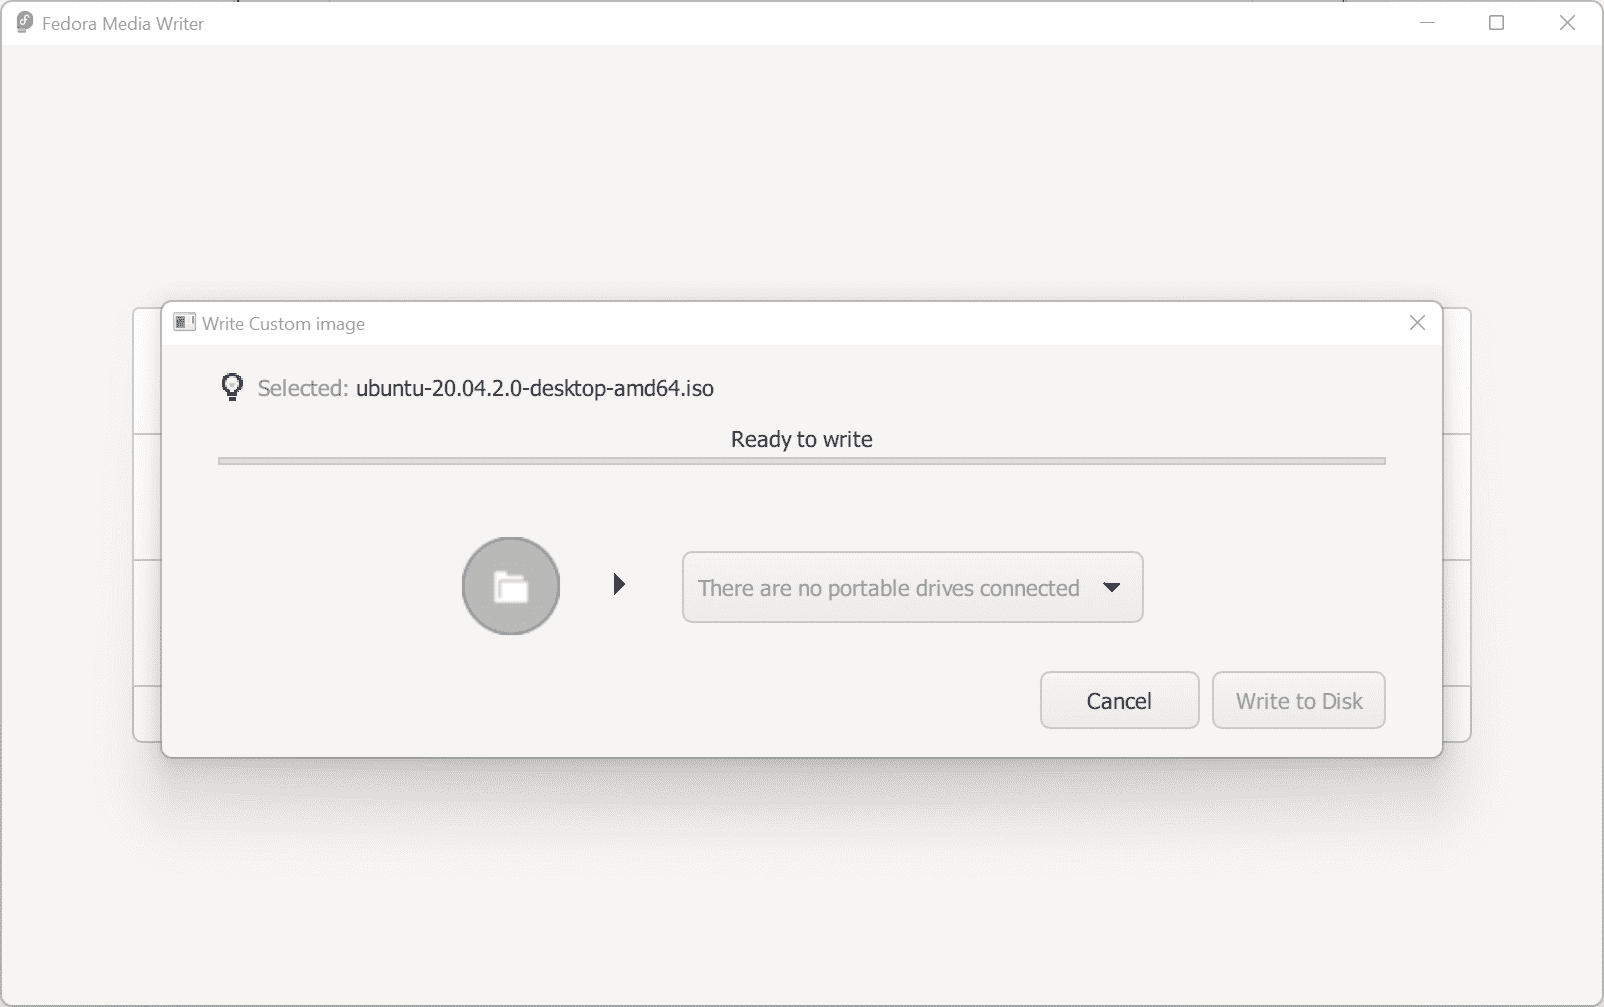 Fedora Media Writer
Write Custom image
Selected: ubuntu-20.04.2.0-desktop-amd64.iso
Ready to write
There are no portable drives connected
Cancel
Write to Disk